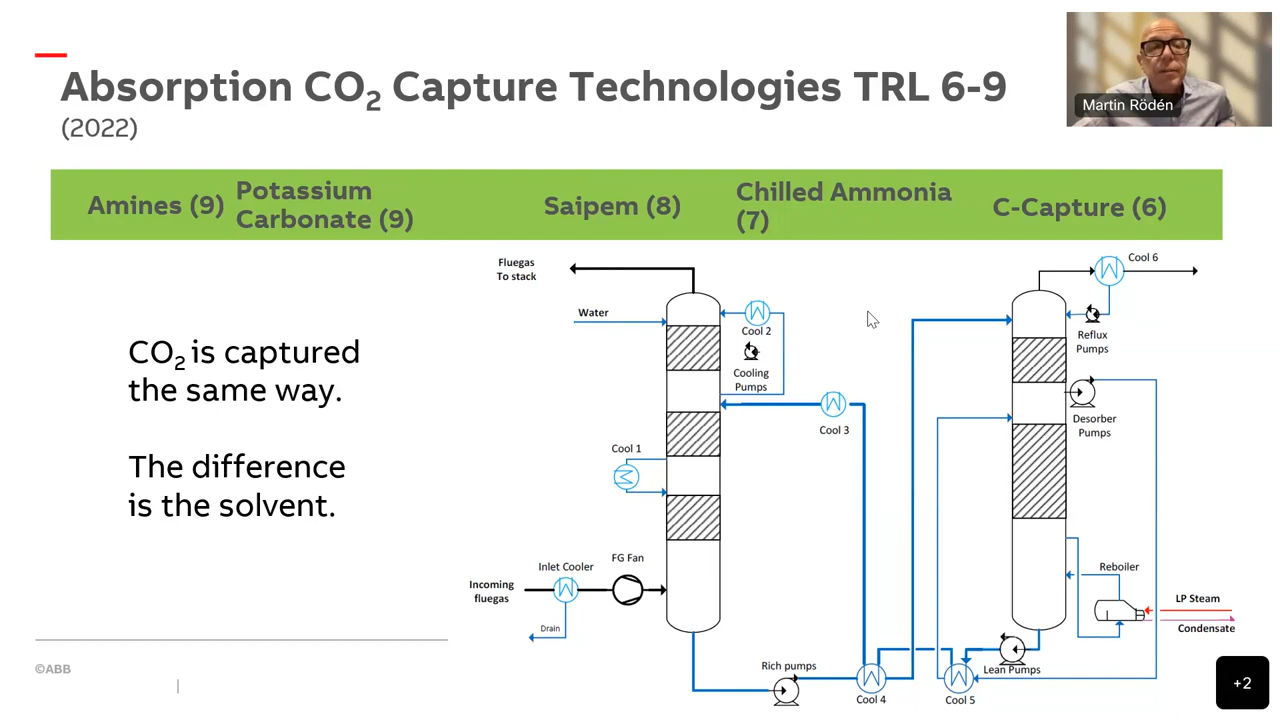 Absorption CO₂ Capture Technologies TRL 6-9
(2022)
Martin Rödén
Amines (9)
Potassium
Carbonate (9)
Saipem (8)
Chilled Ammonia
(7)
C-Capture (6)
CO₂ is captured
the same way.
The difference
is the solvent.
Fluegas
To stack
Water
Cool 2
Cooling
Pumps
Cool 3
Cool 1
Inlet Cooler
FG Fan
Incoming
fluegas
Drain
Rich pumps
Cool 4
Cool 5
Lean Pumps
Cool 6
Reflux
Pumps
Desorber
Pumps
Reboiler
LP Steam
Condensate
©ABB
+2